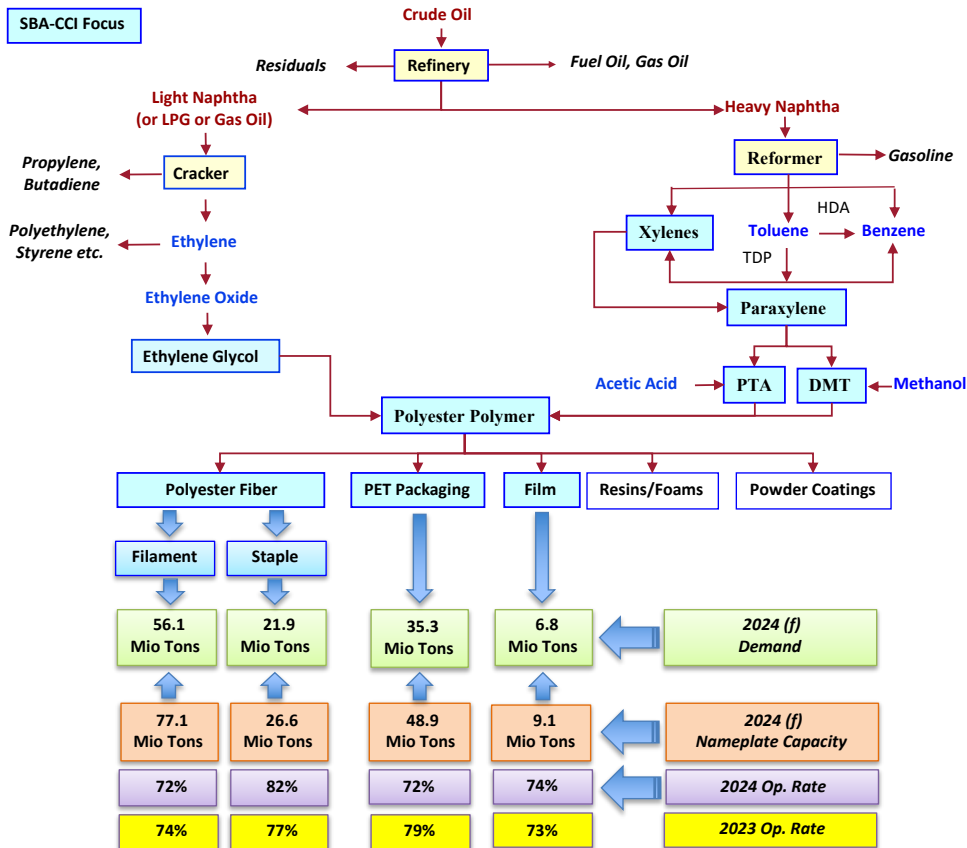 SBA-CCI Focus
Crude Oil
Residuals
Refinery
Fuel Oil, Gas Oil
Light Naphtha
(or LPG or Gas Oil)
Heavy Naphtha
Propylene,
Butadiene
Cracker
Reformer
Gasoline
Polyethylene,
Styrene etc.
Ethylene
Xylenes
Toluene
HDA
Benzene
TDP
Ethylene Oxide
Paraxylene
Ethylene Glycol
Acetic Acid
PTA
DMT
Methanol
Polyester Polymer
Polyester Fiber
PET Packaging
Film
Resins/Foams
Powder Coatings
Filament
Staple
56.1
Mio Tons
21.9
Mio Tons
35.3
Mio Tons
6.8
Mio Tons
2024 (f)
Demand
77.1
Mio Tons
26.6
Mio Tons
48.9
Mio Tons
9.1
Mio Tons
2024 (f)
Nameplate Capacity
72%
82%
72%
74%
2024 Op. Rate
74%
77%
79%
73%
2023 Op. Rate